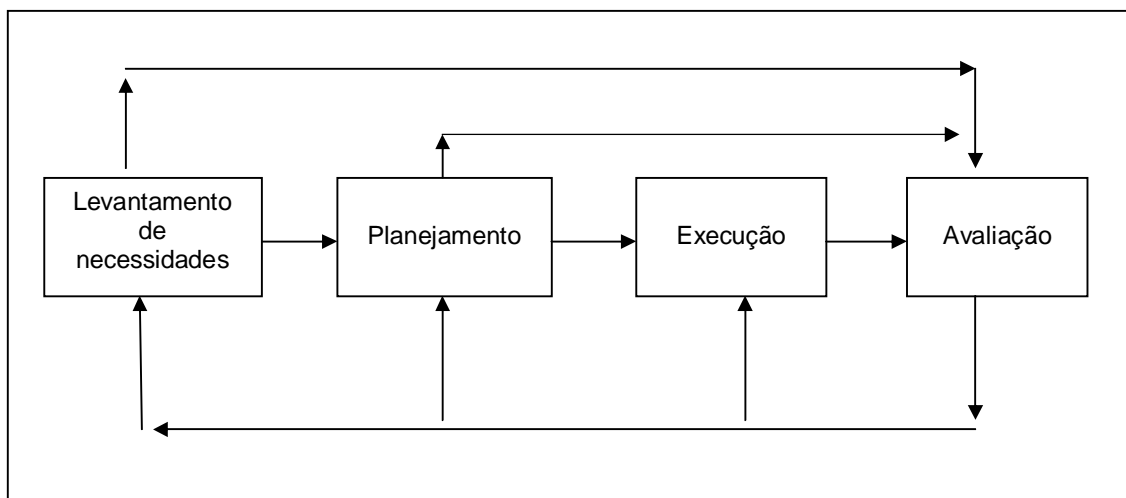 Levantamento
de
necessidades
Planejamento
Execução
Avaliação